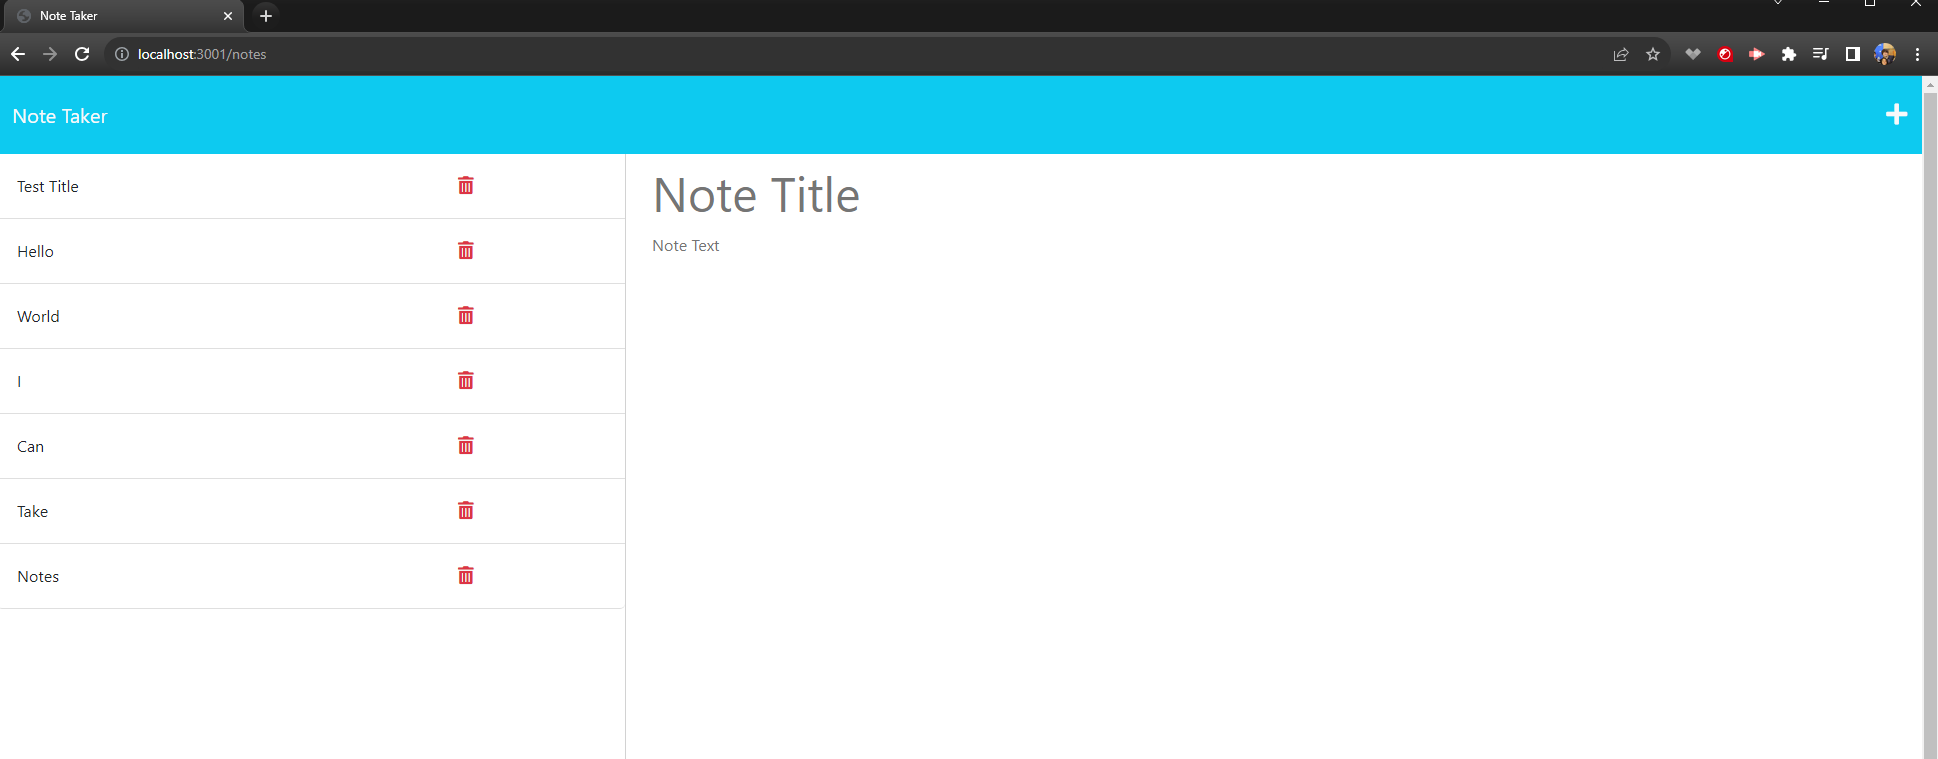 Note Taker
localhost:3001/notes
Note Taker
Test Title
Hello
World
I
Can
Take
Notes
Note Title
Note Text